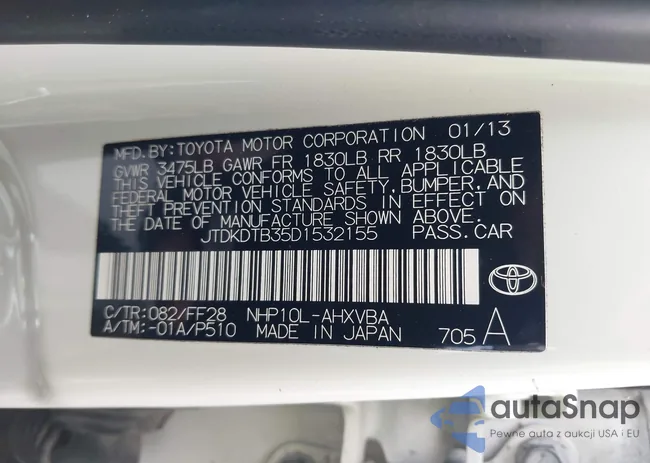 MFD.BY:TOYOTA MOTOR CORPORATION 01/13
GVWR 3475LB GAWR FR 1830LB RR 1830LB
THIS VEHICLE CONFORMS TO ALL APPLICABLE
FEDERAL MOTOR VEHICLE SAFETY, BUMPER, AND
THEFT PREVENTION STANDARDS IN EFFECT ON
THE DATE OF MANUFACTURE SHOWN ABOVE.
JTDKDTB35D1532155 PASS.CAR
C/TR:082/FF28 NHP10L-AHXVBA
A/TM:-01A/P510 MADE IN JAPAN 705 A
autaSnap
Pewne auta z aukcji USA i EU